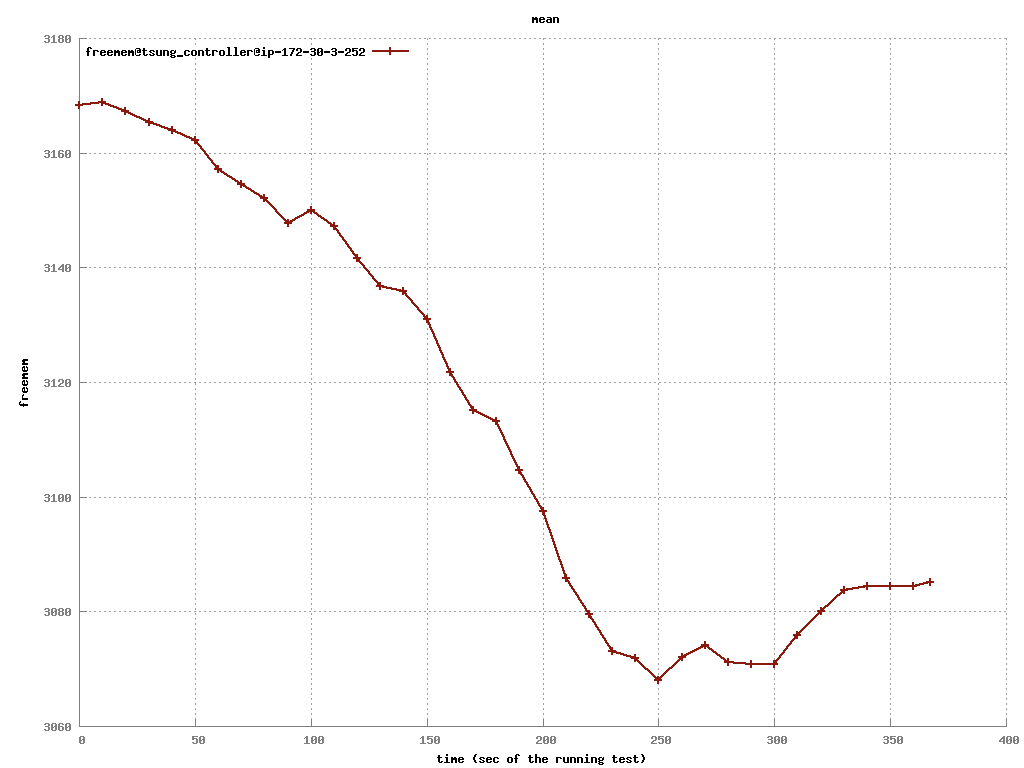 mean
freemem@tsung_controller@ip-172-30-3-252
3180
3160
3140
3120
3100
3080
3060
freemem
0 50 100 150 200 250 300 350 400
time (sec of the running test)